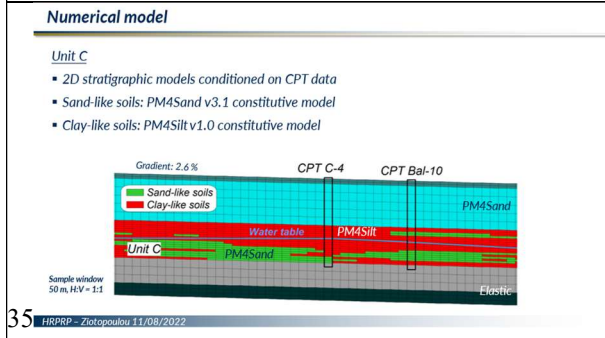 Numerical model
Unit C
▪ 2D stratigraphic models conditioned on CPT data
▪ Sand-like soils: PM4Sand v3.1 constitutive model
▪ Clay-like soils: PM4Silt v1.0 constitutive model
Gradient: 2.6 %
CPT C-4
CPT Bal-10
Sand-like soils
Clay-like soils
PM4Sand
Water table
PM4Silt
Unit C
PM4Sand
Sample window
50 m, H:V = 1:1
Elastic
35
HRPRP – Ziotopoulou 11/08/2022